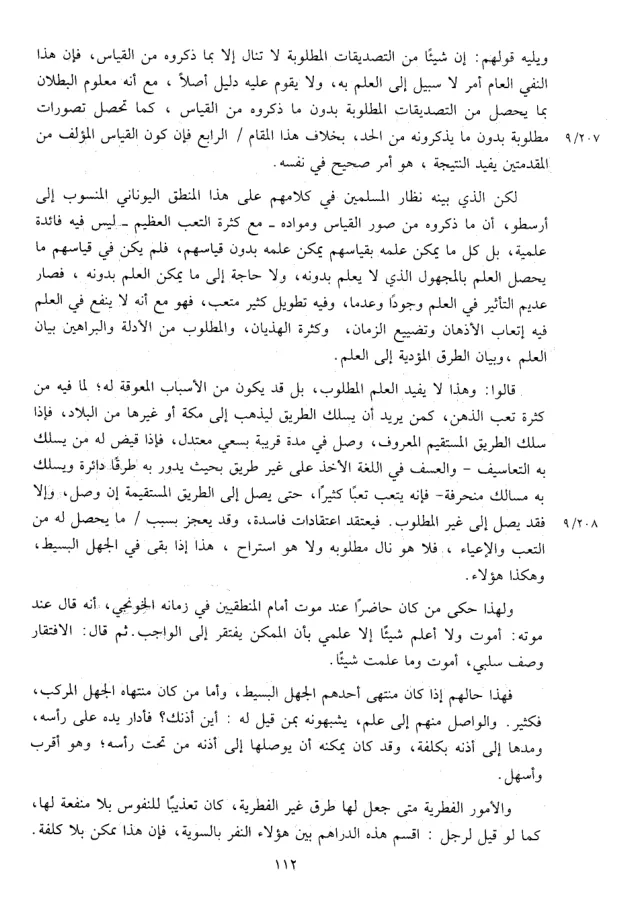 ويليه قولهم: إن شيئًا من التصديقات المطلوبة لا تنال إلا بما ذكروه من القياس، فإن هذا
النفي العام أمر لا سبيل إلى العلم به، ولا يقوم عليه دليل أصلاً ، مع أنه معلوم البطلان
بما يحصل من التصديقات المطلوبة بدون ما ذكروه من القياس ، كما تحصل تصورات
مطلوبة بدون ما يذكرونه من الحد، بخلاف هذا المقام / الرابع فإن كون القياس المؤلف من ٩/٢٠٧
المقدمتين يفيد النتيجة ، هو أمر صحيح في نفسه.
لكن الذي بينه نظار المسلمين في كلامهم على هذا المنطق اليوناني المنسوب إلى
أرسطو، أن ما ذكروه من صور القياس ومواده ـ مع كثرة التعب العظيم ـ ليس فيه فائدة
علمية، بل كل ما يمكن علمه بقياسهم يمكن علمه بدون قياسهم، فلم يكن في قياسهم ما
يحصل العلم بالمجهول الذي لا يعلم بدونه، ولا حاجة إلى ما يمكن العلم بدونه ، فصار
عديم التأثير في العلم وجودًا وعدما، وفيه تطويل كثير متعب، فهو مع أنه لا ينفع في العلم
فيه إتعاب الأذهان وتضييع الزمان، وكثرة الهذيان، والمطلوب من الأدلة والبراهين بيان
العلم ،وبيان الطرق المؤدية إلى العلم.
قالوا: وهذا لا يفيد العلم المطلوب، بل قد يكون من الأسباب المعوقة له؛ لما فيه من
كثرة تعب الذهن، كمن يريد أن يسلك الطريق ليذهب إلى مكة أو غيرها من البلاد، فإذا
سلك الطريق المستقيم المعروف، وصل في مدة قريبة بسعي معتدل، فإذا قيض له من يسلك
به التعاسيف - والعسف في اللغة الأخذ على غير طريق بحيث يدور به طرقًا دائرة ويسلك
به مسالك منحرفة- فإنه يتعب تعبًا كثيرًا، حتى يصل إلى الطريق المستقيمة إن وصل، وإلا
فقد يصل إلى غير المطلوب. فيعتقد اعتقادات فاسدة، وقد يعجز بسبب / ما يحصل له من ٩/٢٠٨
التعب والإعياء ، فلا هو نال مطلوبه ولا هو استراح ، هذا إذا بقى في الجهل البسيط،
وهكذا هؤلاء.
ولهذا حكى من كان حاضرًا عند موت أمام المنطقيين في زمانه الخونجي، أنه قال عند
موته: أموت ولا أعلم شيئًا إلا علمي بأن الممكن يفتقر إلى الواجب.ثم قال: الافتقار
وصف سلبي، أموت وما علمت شيئًا.
فهذا حالهم إذا كان منتهى أحدهم الجهل البسيط، وأما من كان منتهاه الجهل المركب،
فكثير. والواصل منهم إلى علم، يشبهونه بمن قيل له : أين أذنك؟ فأدار يده على رأسه،
ومدها إلى أذنه بكلفة، وقد كان يمكنه أن يوصلها إلى أذنه من تحت رأسه؛ وهو أقرب
وأسهل.
والأمور الفطرية متى جعل لها طرق غير الفطرية، كان تعذيبًا للنفوس بلا منفعة لها،
كما لو قيل لرجل : اقسم هذه الدراهم بين هؤلاء النفر بالسوية، فإن هذا ممكن بلا كلفة.
١١٢